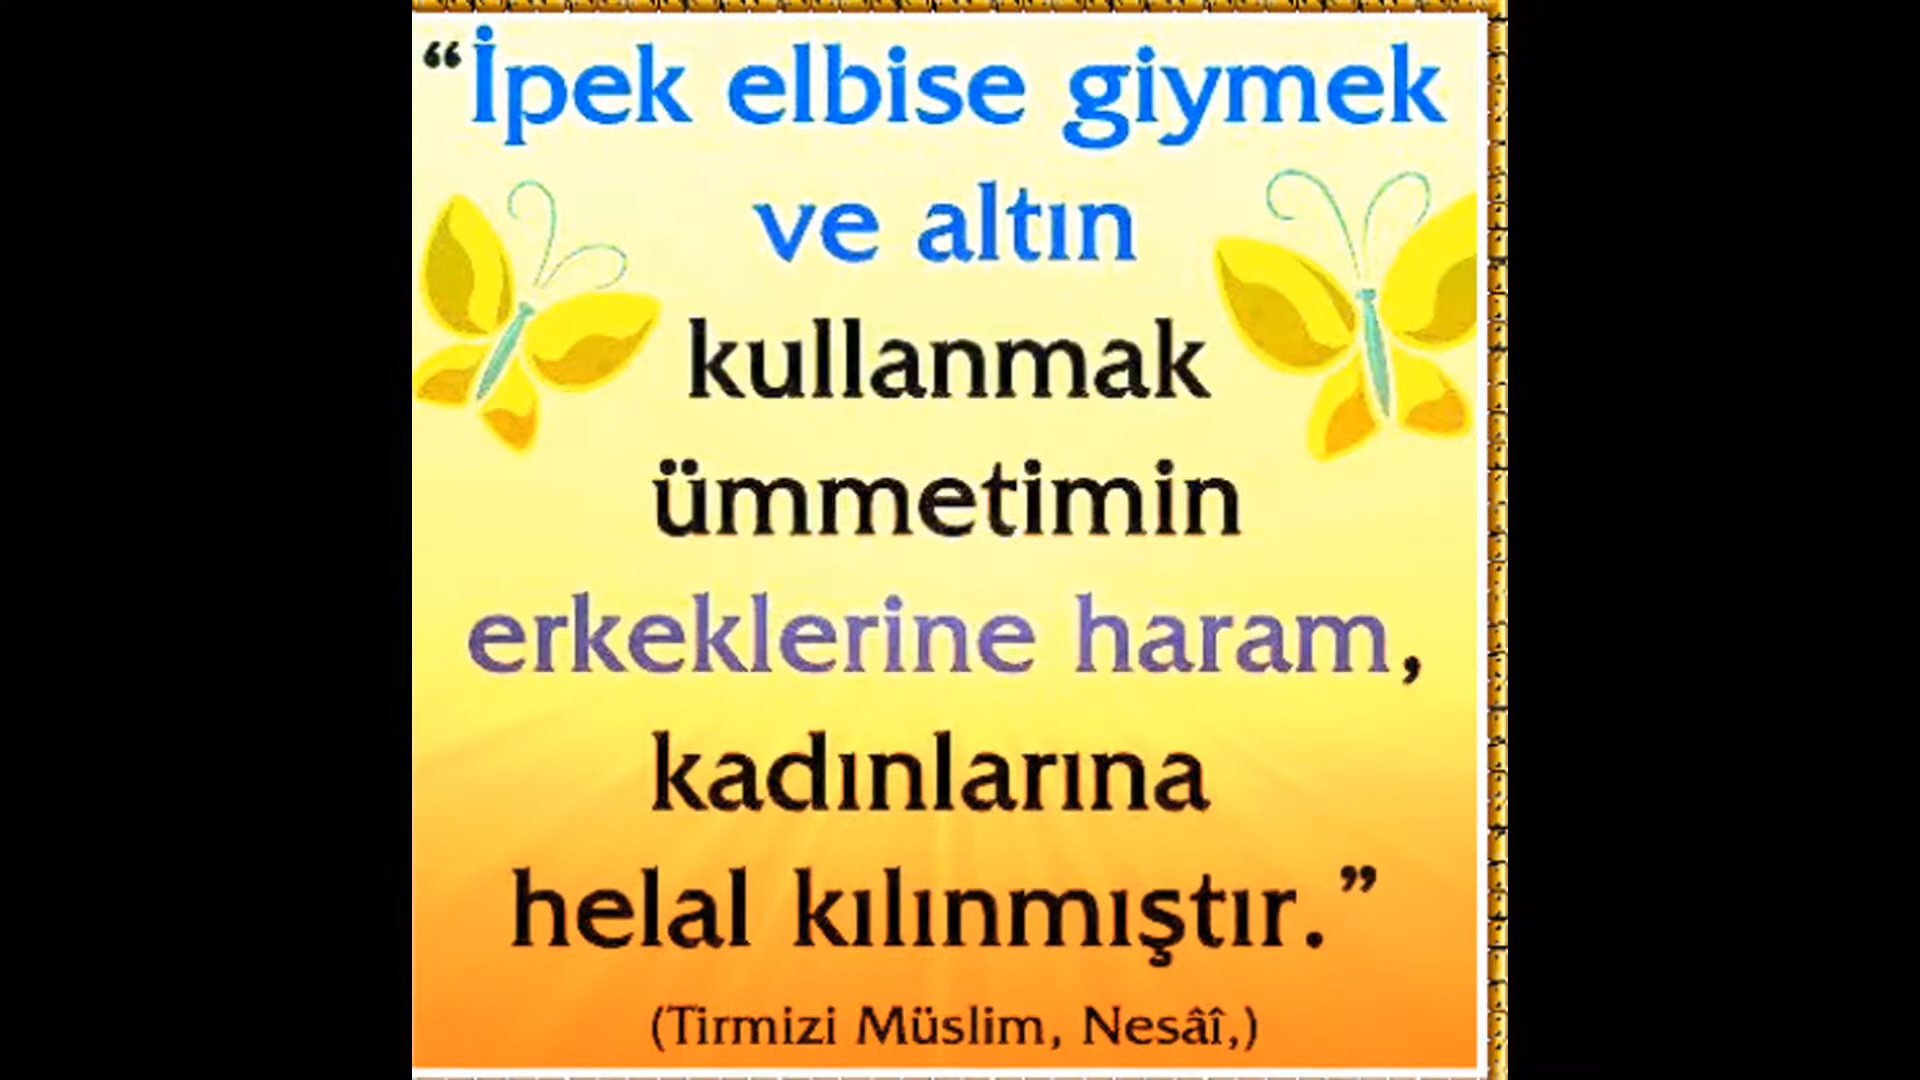 “İpek elbise giymek
ve altın
kullanmak
ümmetimin
erkeklerine haram,
kadınlarına
helal kılınmıştır.”
(Tirmizi Müslim, Nesâî,)